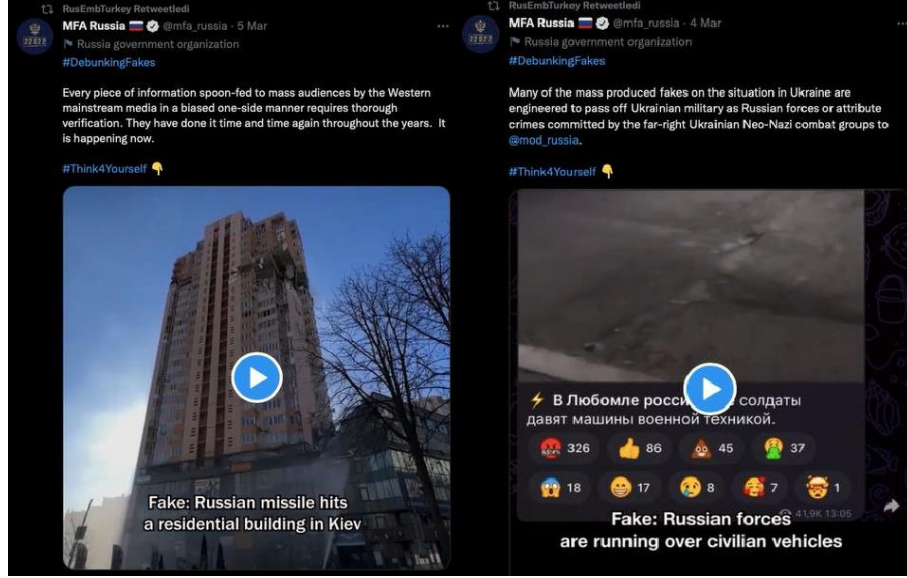 RusEmbTurkey Retweetledi
MFA Russia @mfa_russia · 5 Mar
Russia government organization
#DebunkingFakes
Every piece of information spoon-fed to mass audiences by the Western
mainstream media in a biased one-side manner requires thorough
verification. They have done it time and time again throughout the years. It
is happening now.
#Think4Yourself
Fake: Russian missile hits
a residential building in Kiev
RusEmbTurkey Retweetledi
MFA Russia @mfa_russia · 4 Mar
Russia government organization
#DebunkingFakes
Many of the mass produced fakes on the situation in Ukraine are
engineered to pass off Ukrainian military as Russian forces or attribute
crimes committed by the far-right Ukrainian Neo-Nazi combat groups to
@mod_russia.
#Think4Yourself
В Любомле солдаты
давят машины военной техникой.
326 86 45 37
18 17 8 7 1
41,9K 13:05
Fake: Russian forces
are running over civilian vehicles